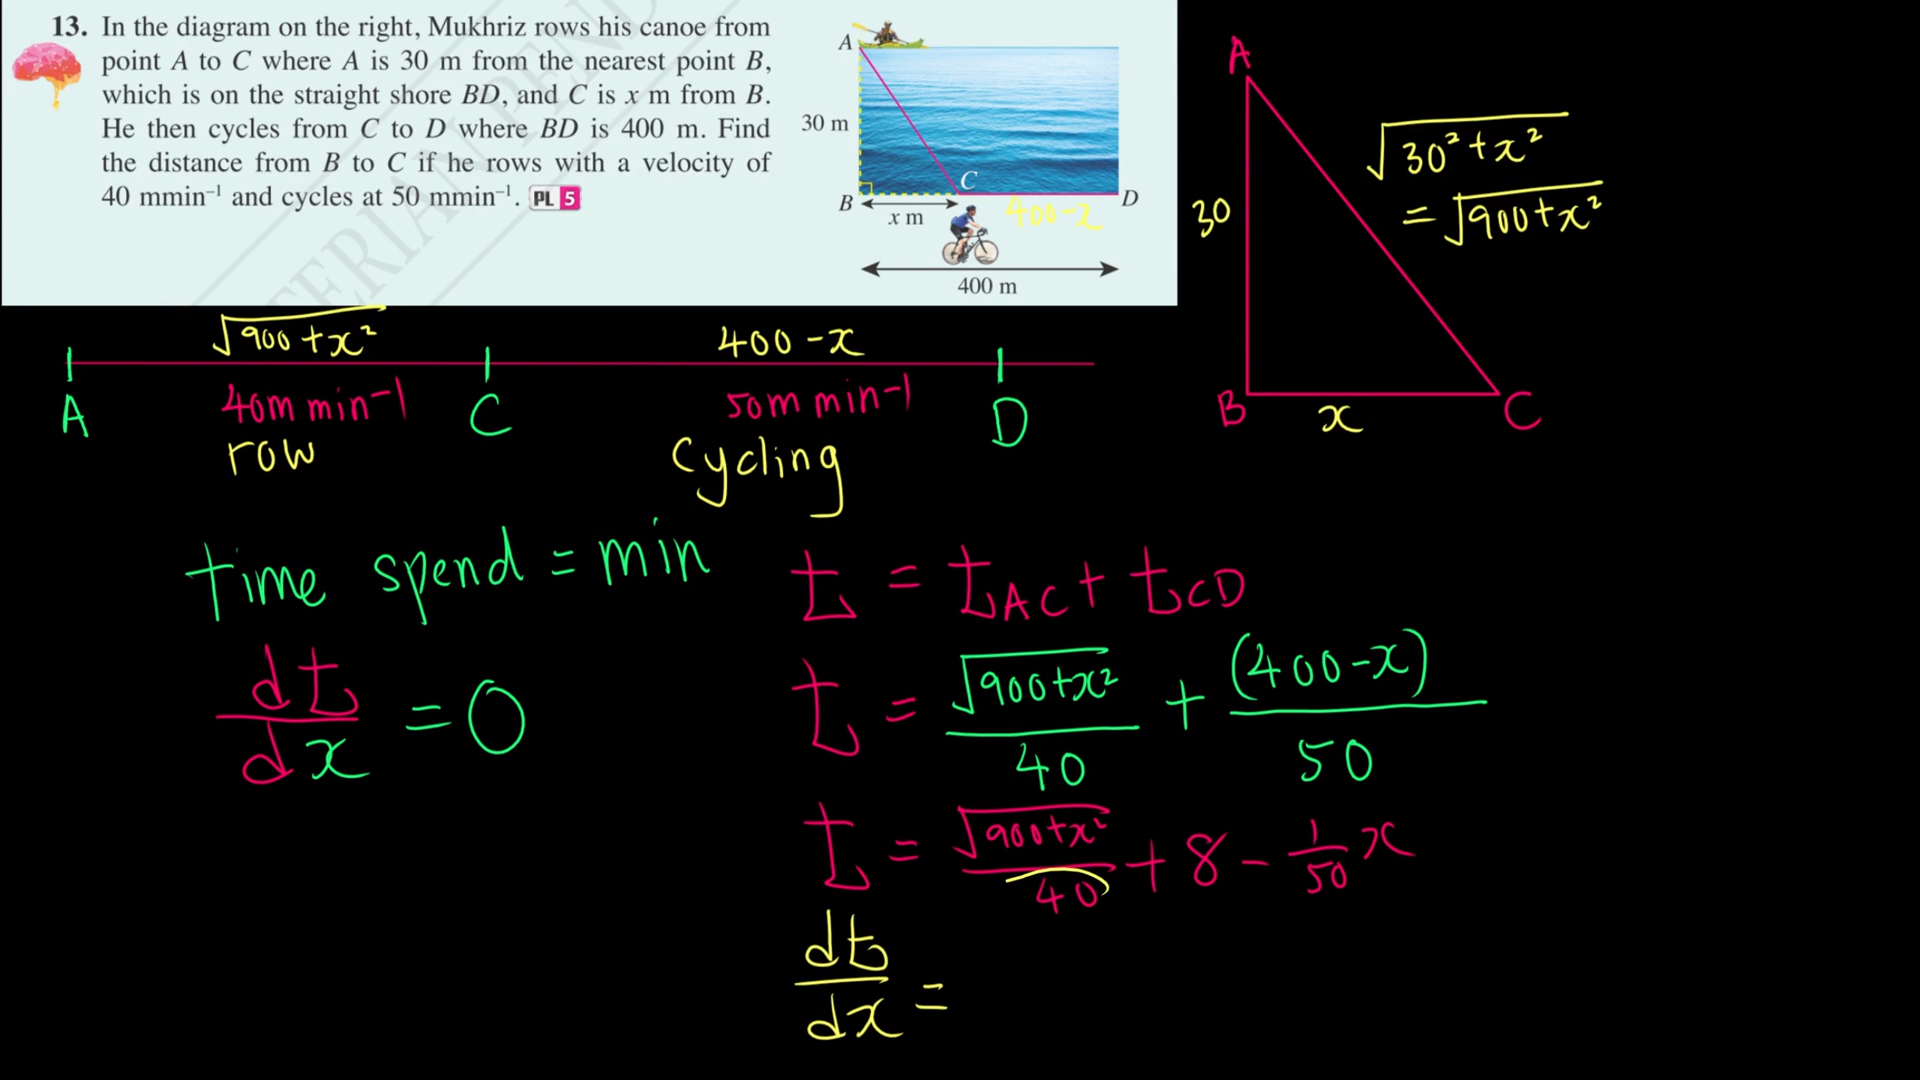 13. In the diagram on the right, Mukhriz rows his canoe from
point A to C where A is 30 m from the nearest point B,
which is on the straight shore BD, and C is x m from B.
He then cycles from C to D where BD is 400 m. Find
the distance from B to C if he rows with a velocity of
40 mmin⁻¹ and cycles at 50 mmin⁻¹. PL 5
A
30 m
B
C
D
x m
400-x
400 m
A
30
√30²+x²
=√900+x²
B
x
C
√900+x²
400-x
40m min-1
50m min-1
A
C
D
row
cycling
time spend = min
dt/dx = 0
t = tAC + tCD
t = √900+x²/40 + (400-x)/50
t = √900+x²/40 + 8 - 1/50 x
dt/dx =